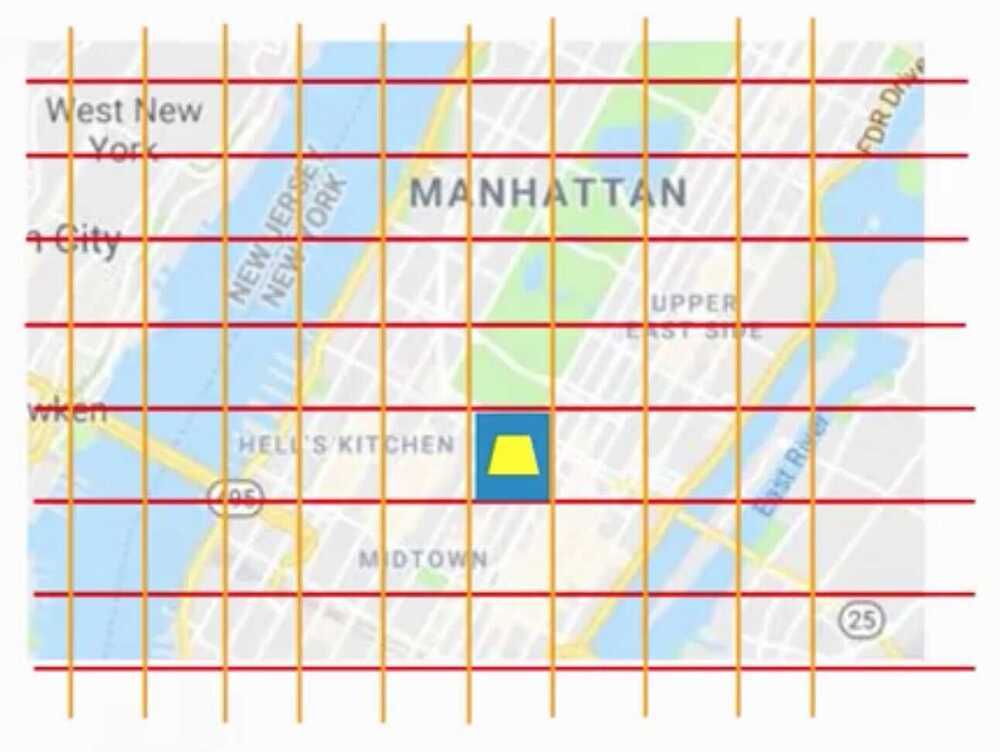 West New
York
n City
NEW JERSEY
NEW YORK
MANHATTAN
FDR Drive
UPPER
EAST SIDE
wken
HELL'S KITCHEN
495
East River
MIDTOWN
25